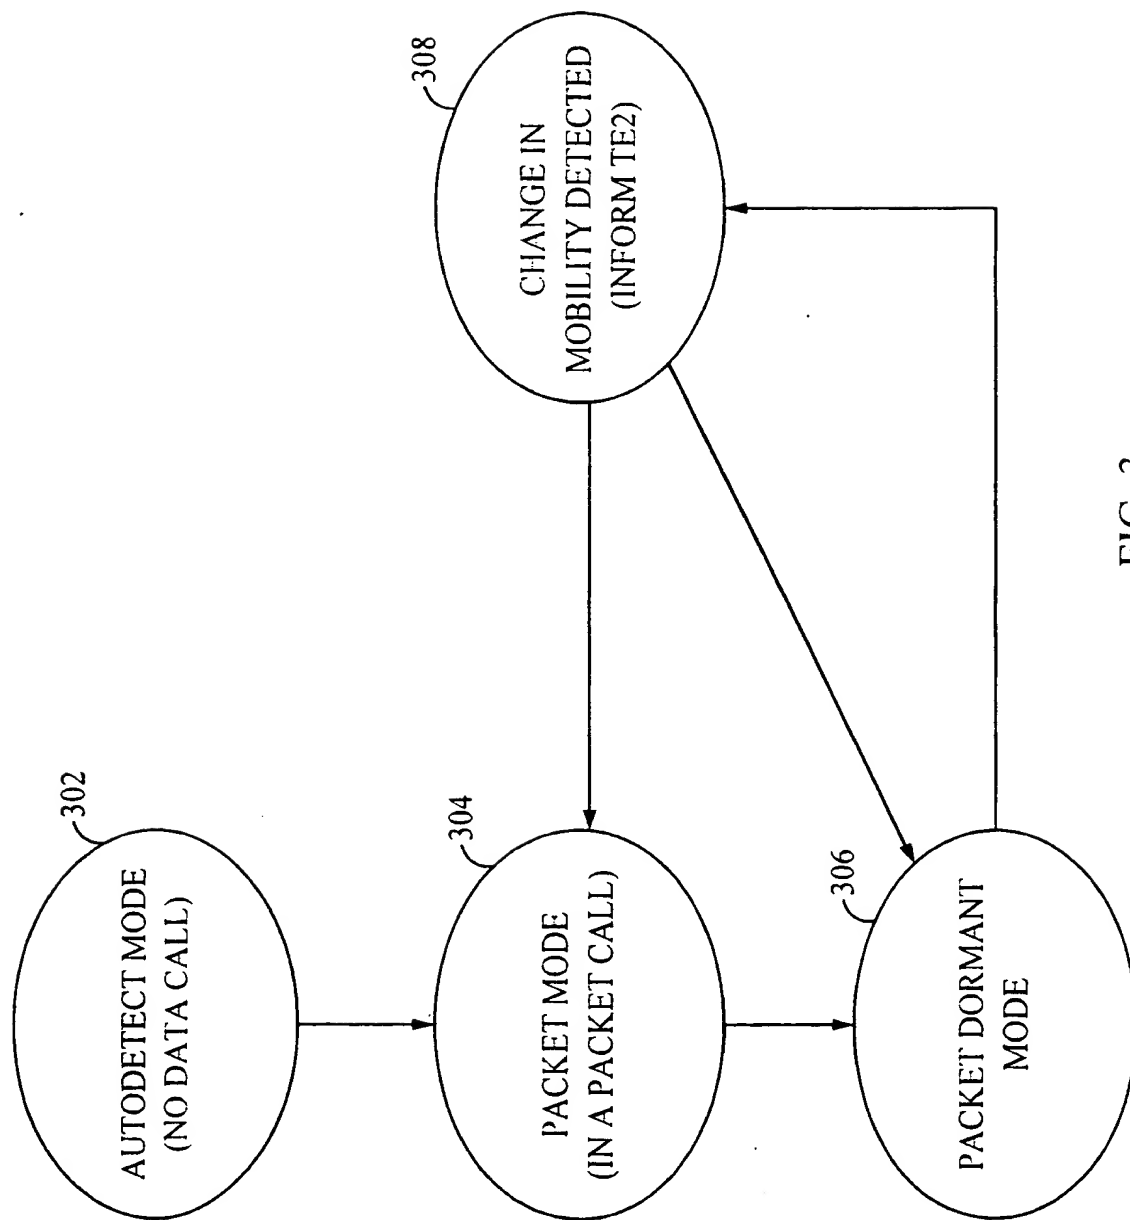 302
AUTODETECT MODE
(NO DATA CALL)
304
PACKET MODE
(IN A PACKET CALL)
306
PACKET DORMANT
MODE
308
CHANGE IN
MOBILITY DETECTED
(INFORM TE2)
FIG.